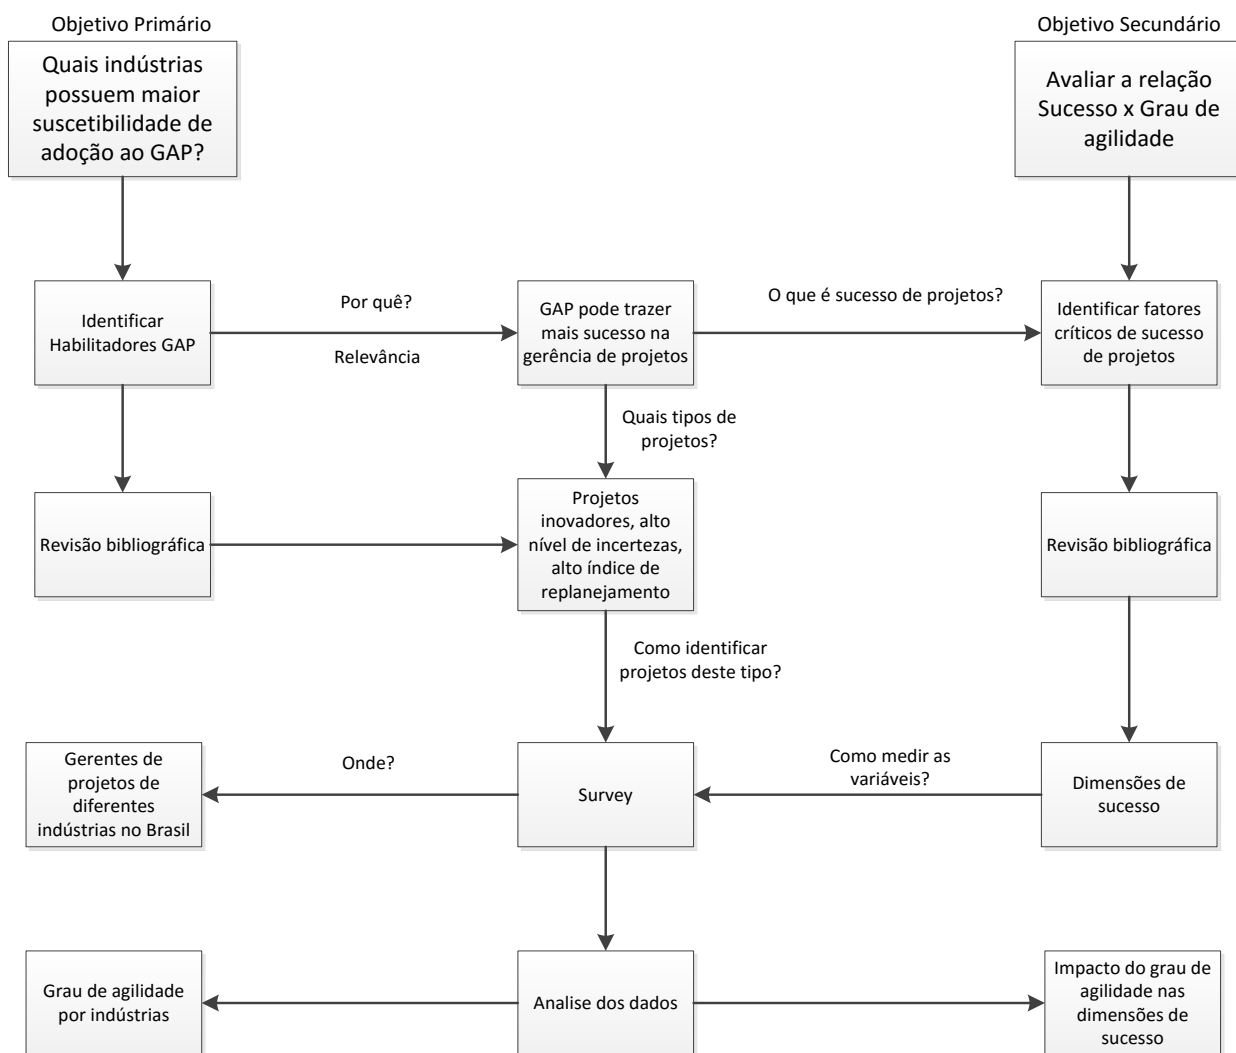 Objetivo Primário
Objetivo Secundário
Quais indústrias
possuem maior
suscetibilidade de
adoção ao GAP?
Avaliar a relação
Sucesso x Grau de
agilidade
Identificar
Habilitadores GAP
Por quê?
Relevância
GAP pode trazer
mais sucesso na
gerência de projetos
O que é sucesso de projetos?
Identificar fatores
críticos de sucesso
de projetos
Quais tipos de
projetos?
Revisão bibliográfica
Projetos
inovadores, alto
nível de incertezas,
alto índice de
replanejamento
Revisão bibliográfica
Como identificar
projetos deste tipo?
Gerentes de
projetos de
diferentes
indústrias no Brasil
Onde?
Survey
Como medir as
variáveis?
Dimensões de
sucesso
Grau de agilidade
por indústrias
Analise dos dados
Impacto do grau de
agilidade nas
dimensões de
sucesso